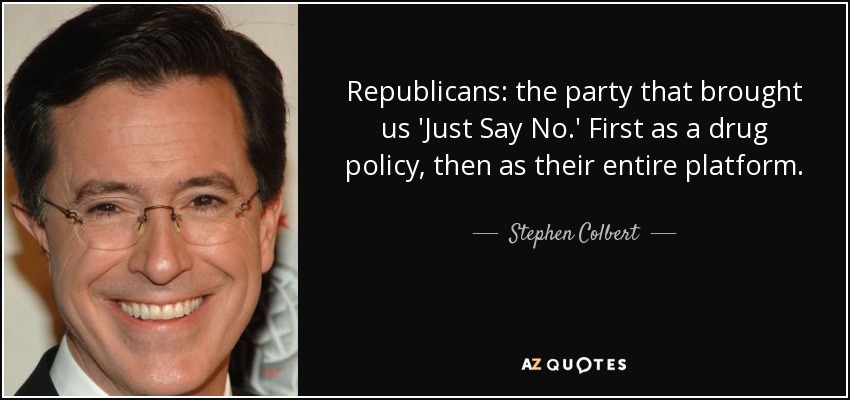 Republicans: the party that brought
us 'Just Say No.' First as a drug
policy, then as their entire platform.
Stephen Colbert
AZ QUOTES